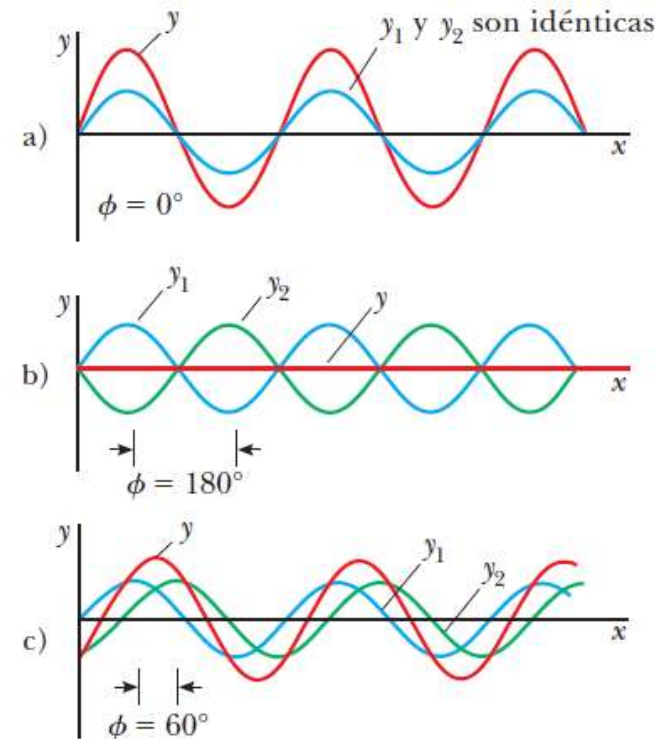 y
y
y₁ y y₂ son idénticas
a)
x
ϕ = 0°
y
y₁
y₂
y
b)
x
ϕ = 180°
y
y
y₁
y₂
c)
x
ϕ = 60°